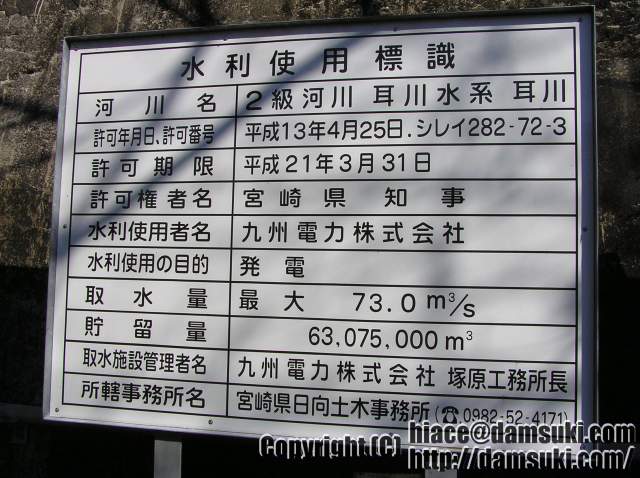 水利使用標識
河川名 2級河川 耳川水系 耳川
許可年月日、許可番号 平成13年4月25日. シレイ282-72-3
許可期限 平成21年3月31日
許可権者名 宮崎県 知事
水利使用者名 九州電力株式会社
水利使用の目的 発電
取水量 最大 73.0 m³/s
貯留量 63,075,000 m³
取水施設管理者名 九州電力株式会社 塚原工務所長
所轄事務所名 宮崎県日向土木事務所(☎0982-52-4171)
Copyright(C) hiace@damsuki.com
http://damsuki.com/